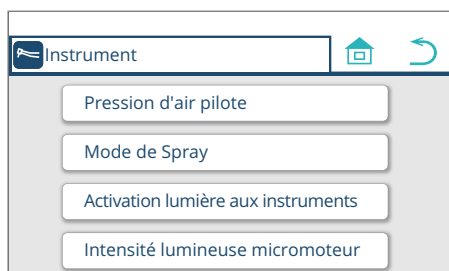 Instrument
Pression d'air pilote
Mode de Spray
Activation lumière aux instruments
Intensité lumineuse micromoteur